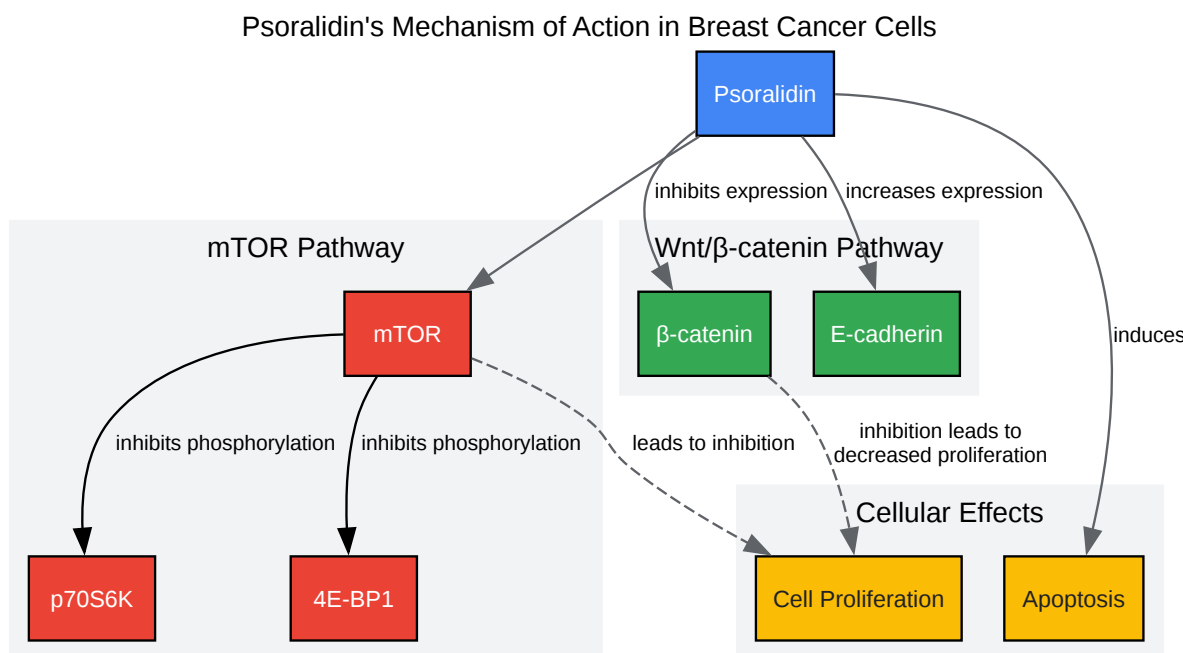 Psoralidin's Mechanism of Action in Breast Cancer Cells
Psoralidin
inhibits expression
increases expression
mTOR Pathway
Wnt/β-catenin Pathway
mTOR
β-catenin
E-cadherin
induces
inhibits phosphorylation
inhibits phosphorylation
leads to inhibition
inhibition leads to
decreased proliferation
Cellular Effects
p70S6K
4E-BP1
Cell Proliferation
Apoptosis